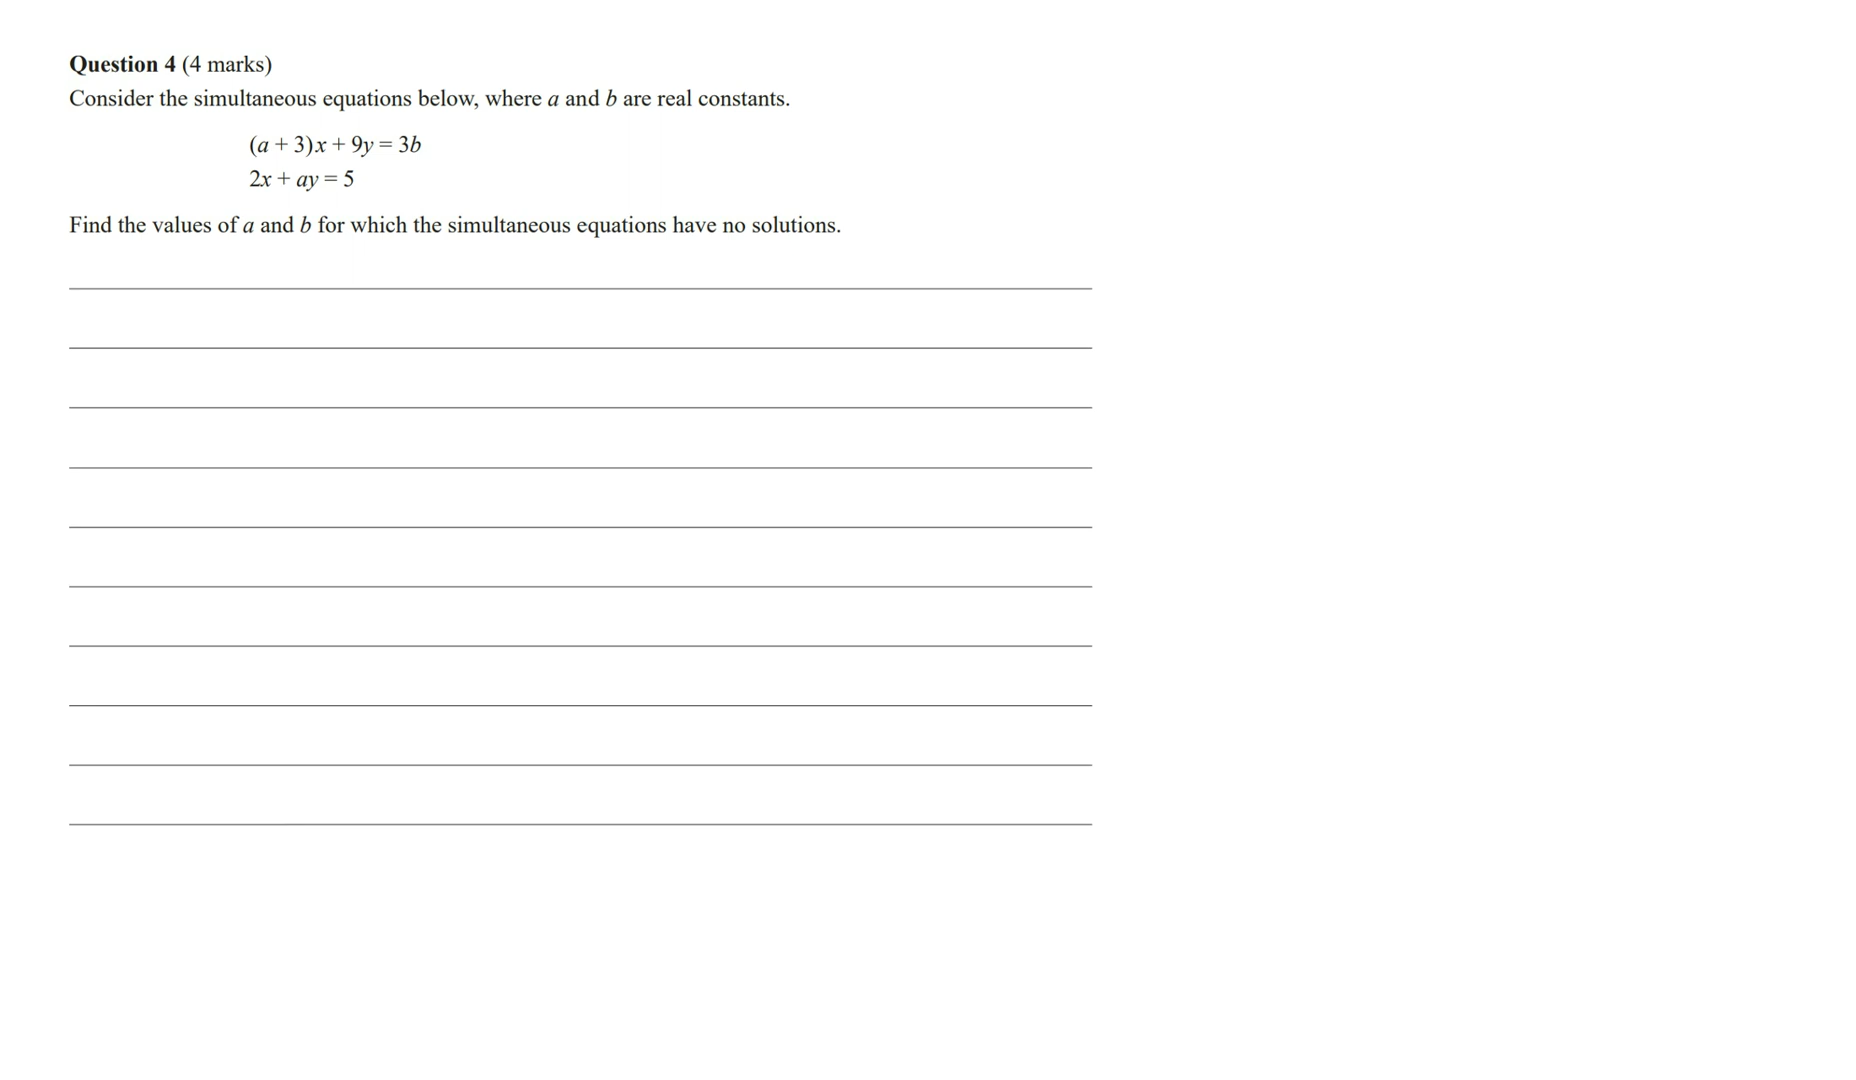 Question 4 (4 marks)
Consider the simultaneous equations below, where a and b are real constants.
(a + 3)x + 9y = 3b
2x + ay = 5
Find the values of a and b for which the simultaneous equations have no solutions.